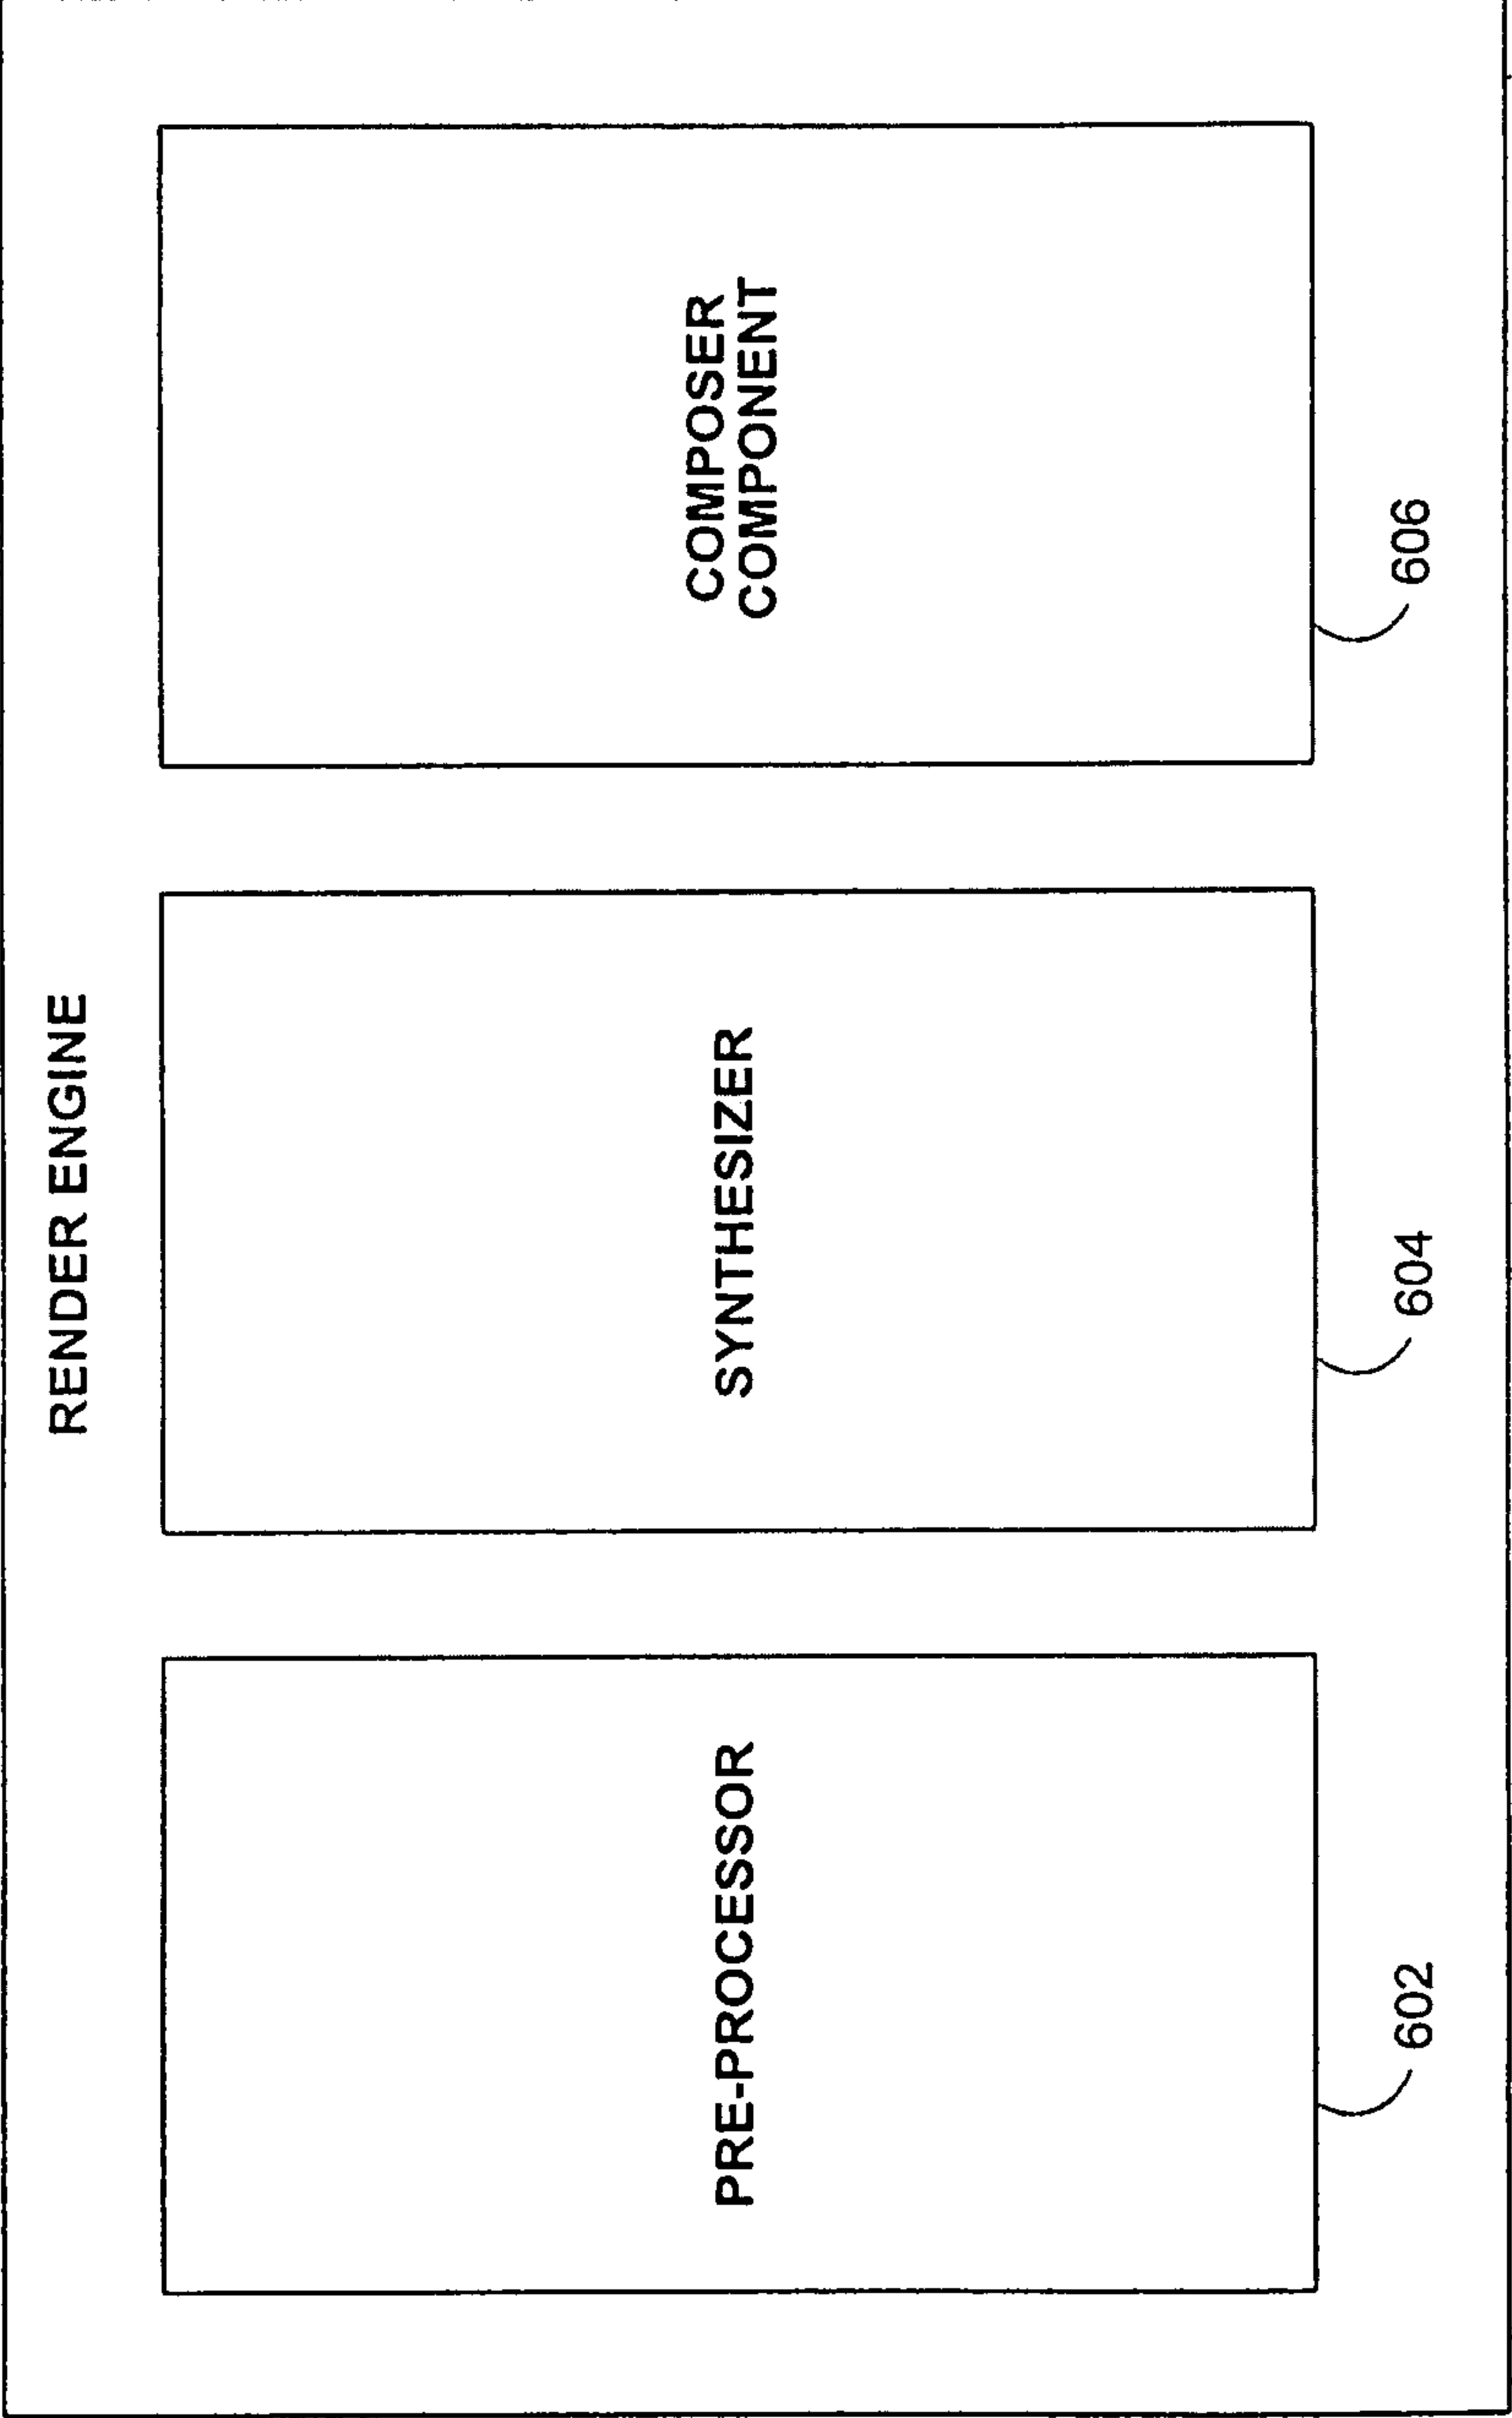 RENDER ENGINE
PRE-PROCESSOR
SYNTHESIZER
COMPOSER
COMPONENT
602
604
606